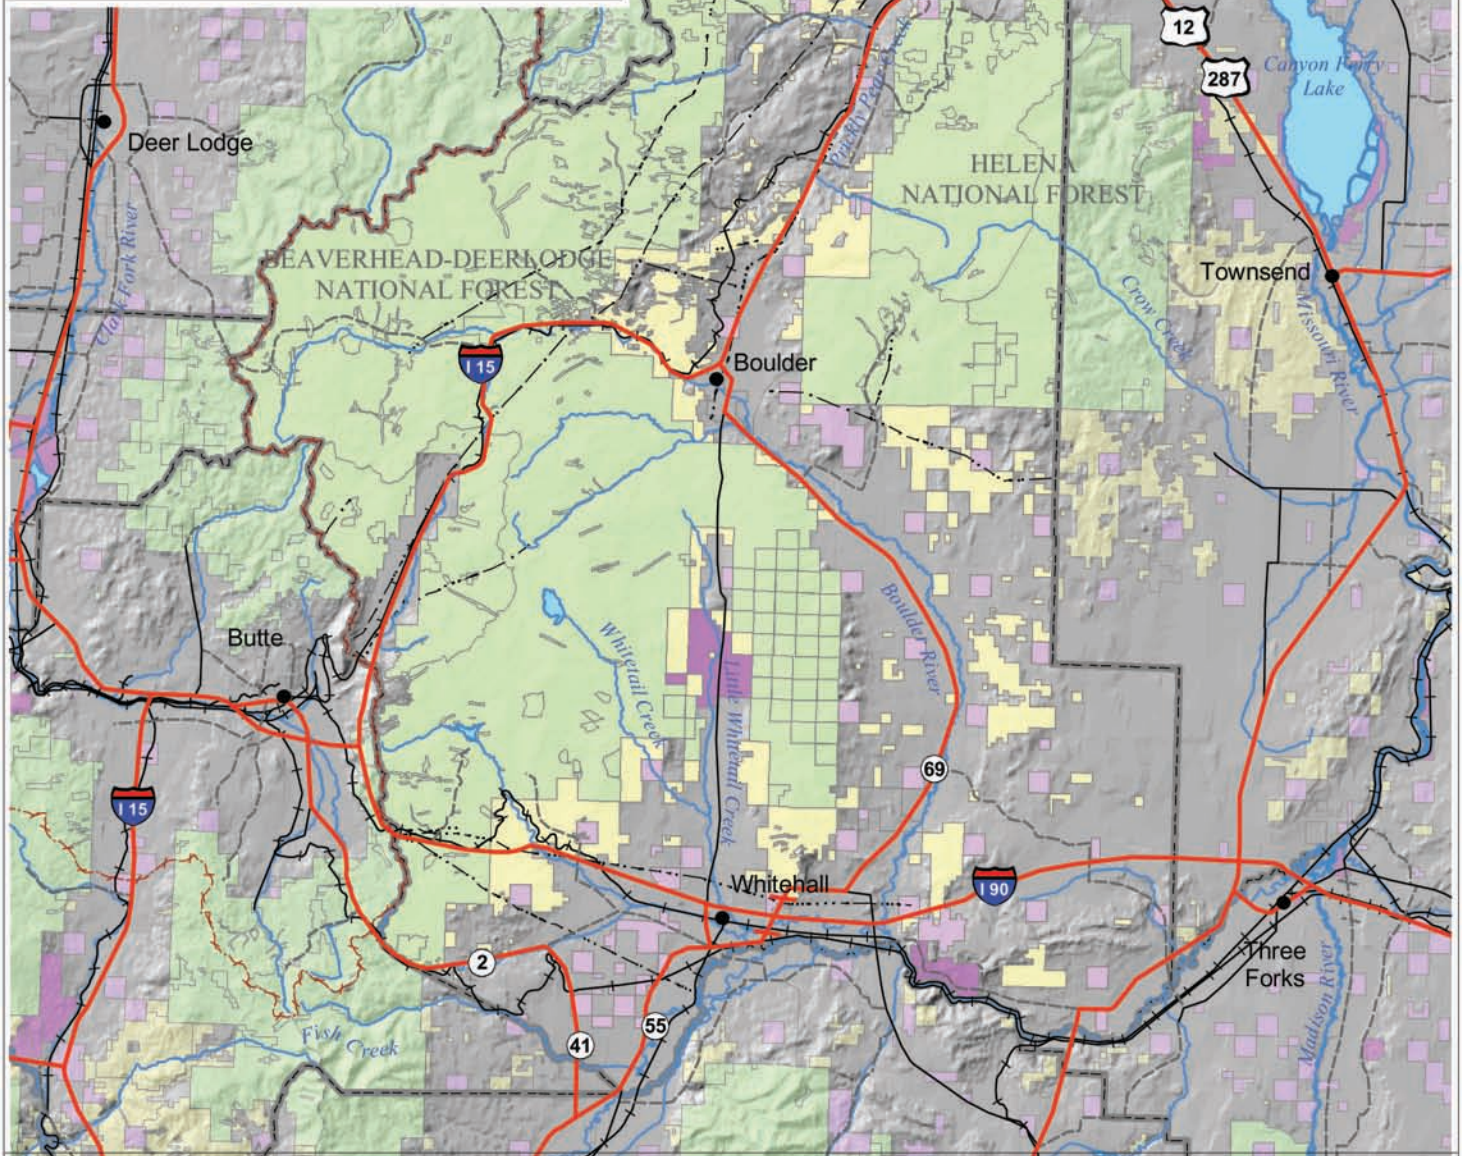 12
287
Canyon Ferry
Lake
Prickly Pear Creek
Deer Lodge
HELENA
NATIONAL FOREST
Clark Fork River
BEAVERHEAD-DEERLODGE
NATIONAL FOREST
Townsend
Crow Creek
Missouri River
I 15
Boulder
Boulder River
Butte
Whitetail Creek
Little Whitetail Creek
69
I 15
Whitehall
I 90
2
Three
Forks
55
41
Fish Creek
Madison River